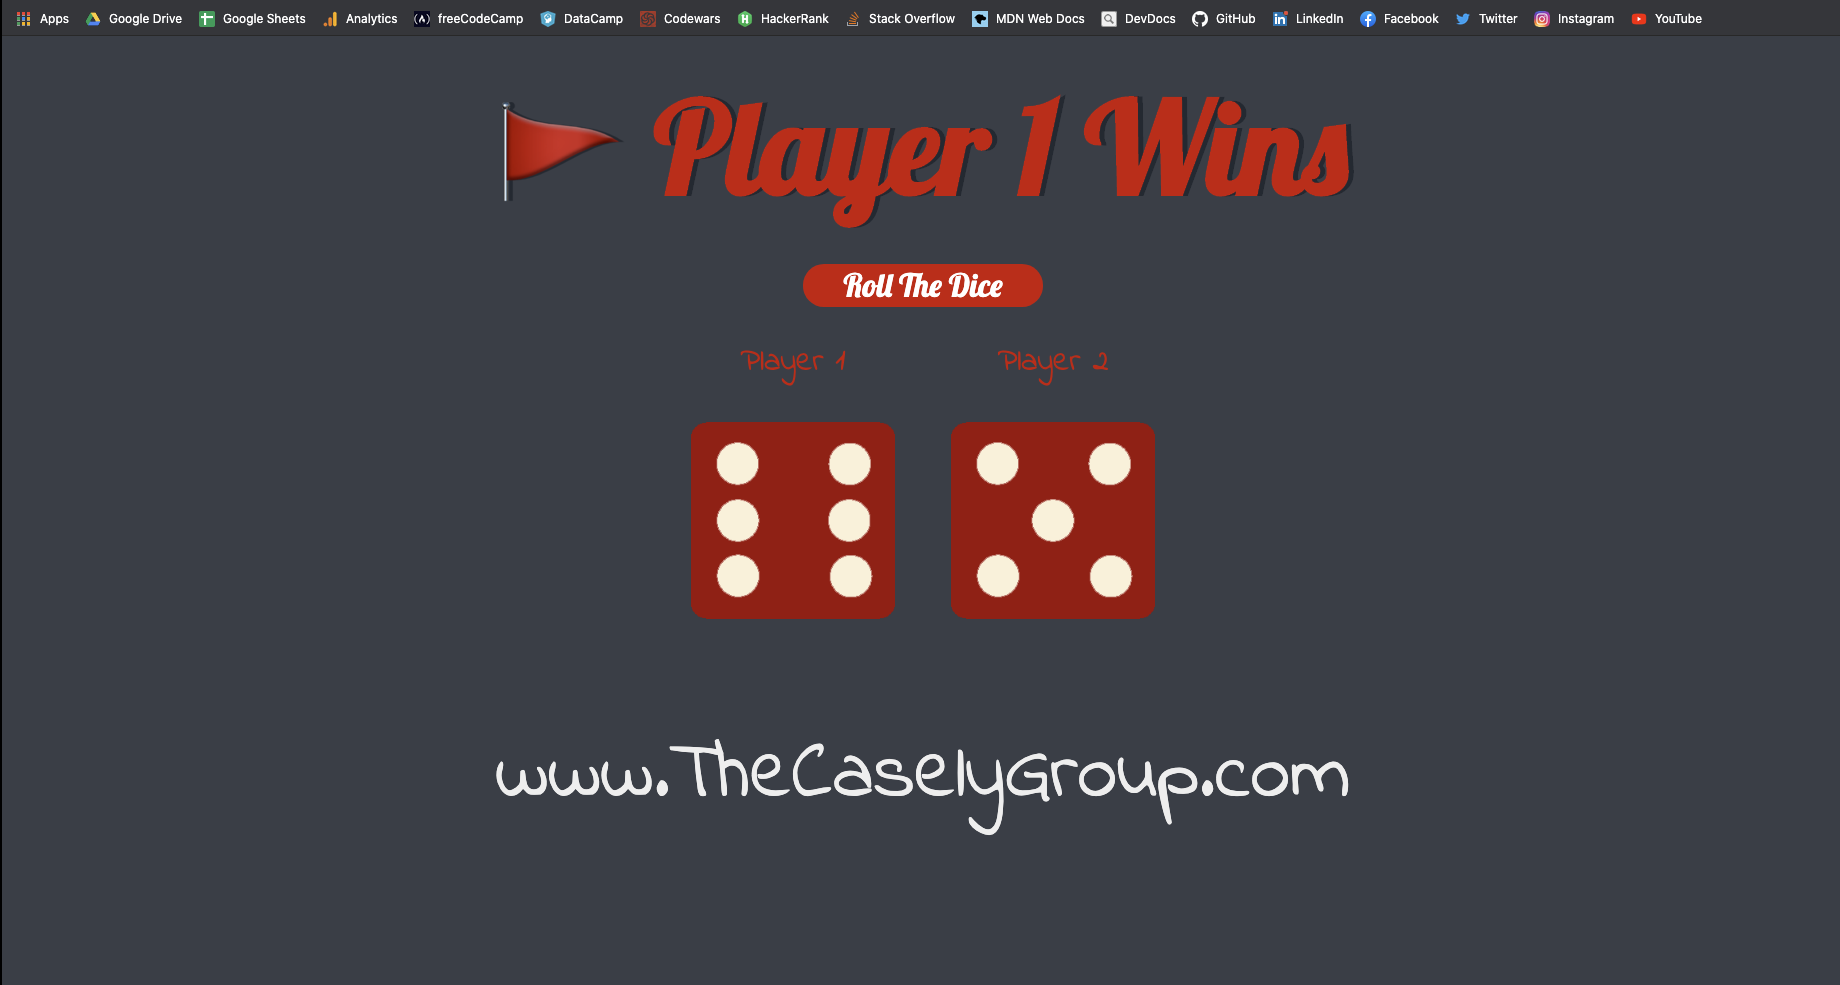 Apps Google Drive Google Sheets Analytics freeCodeCamp DataCamp Codewars HackerRank Stack Overflow MDN Web Docs DevDocs GitHub LinkedIn Facebook Twitter Instagram YouTube
Player 1 Wins
Roll The Dice
Player 1 Player 2
www.TheCaselyGroup.com